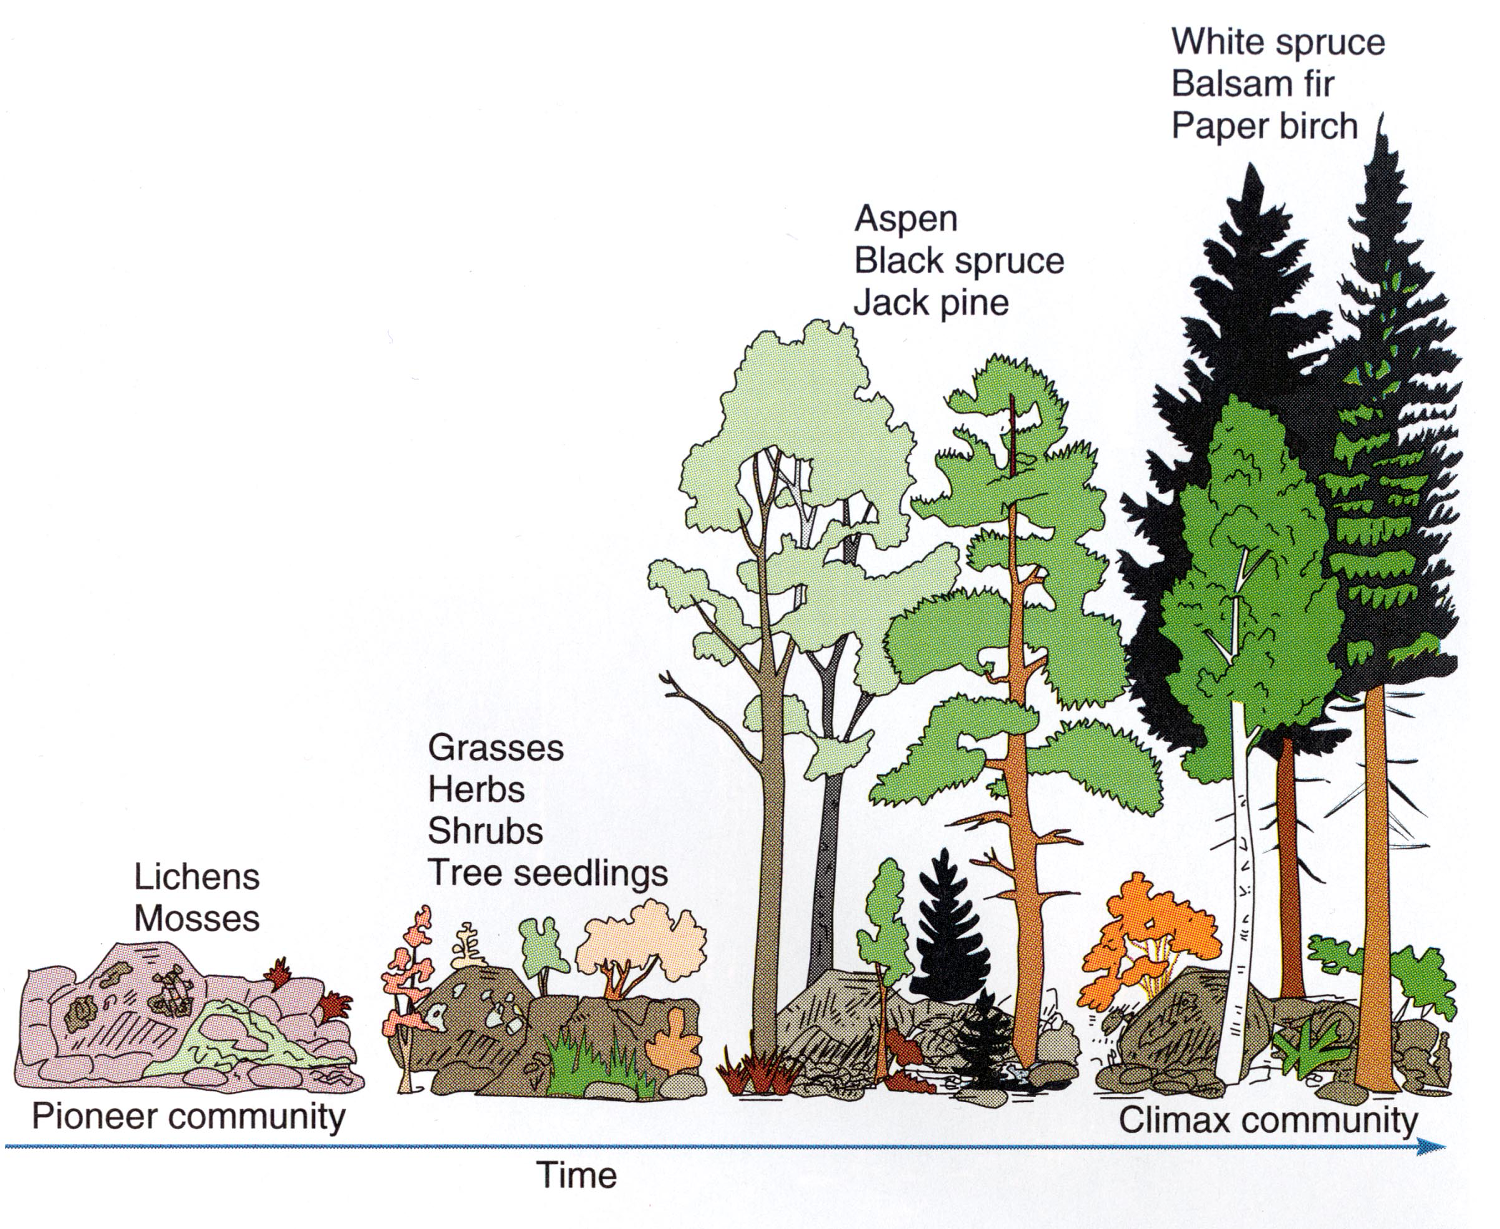 White spruce
Balsam fir
Paper birch
Aspen
Black spruce
Jack pine
Grasses
Herbs
Shrubs
Tree seedlings
Lichens
Mosses
Pioneer community
Climax community
Time